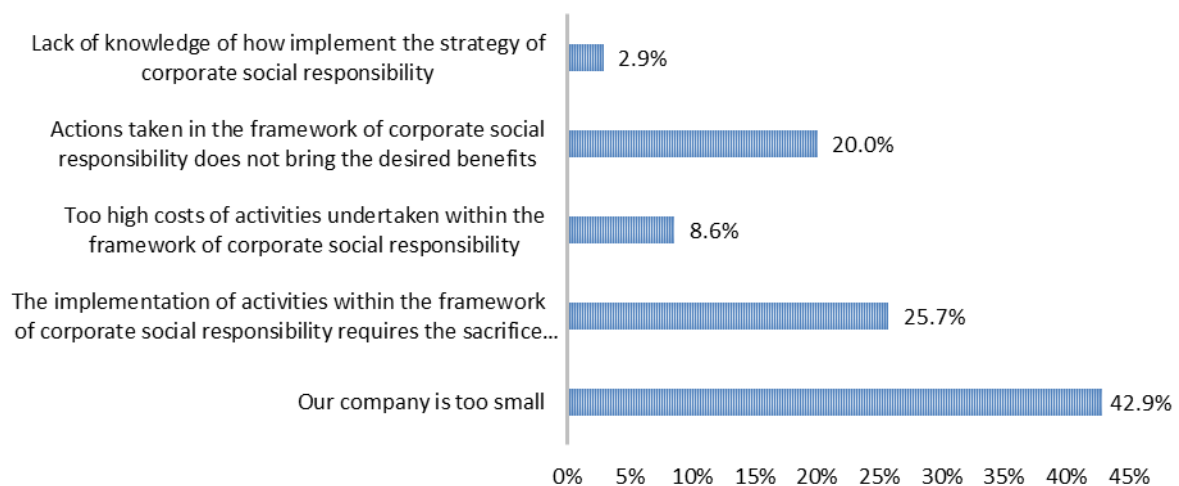 Lack of knowledge of how implement the strategy of
corporate social responsibility
2.9%
Actions taken in the framework of corporate social
responsibility does not bring the desired benefits
20.0%
Too high costs of activities undertaken within the
framework of corporate social responsibility
8.6%
The implementation of activities within the framework
of corporate social responsibility requires the sacrifice...
25.7%
Our company is too small
42.9%
0% 5% 10% 15% 20% 25% 30% 35% 40% 45%